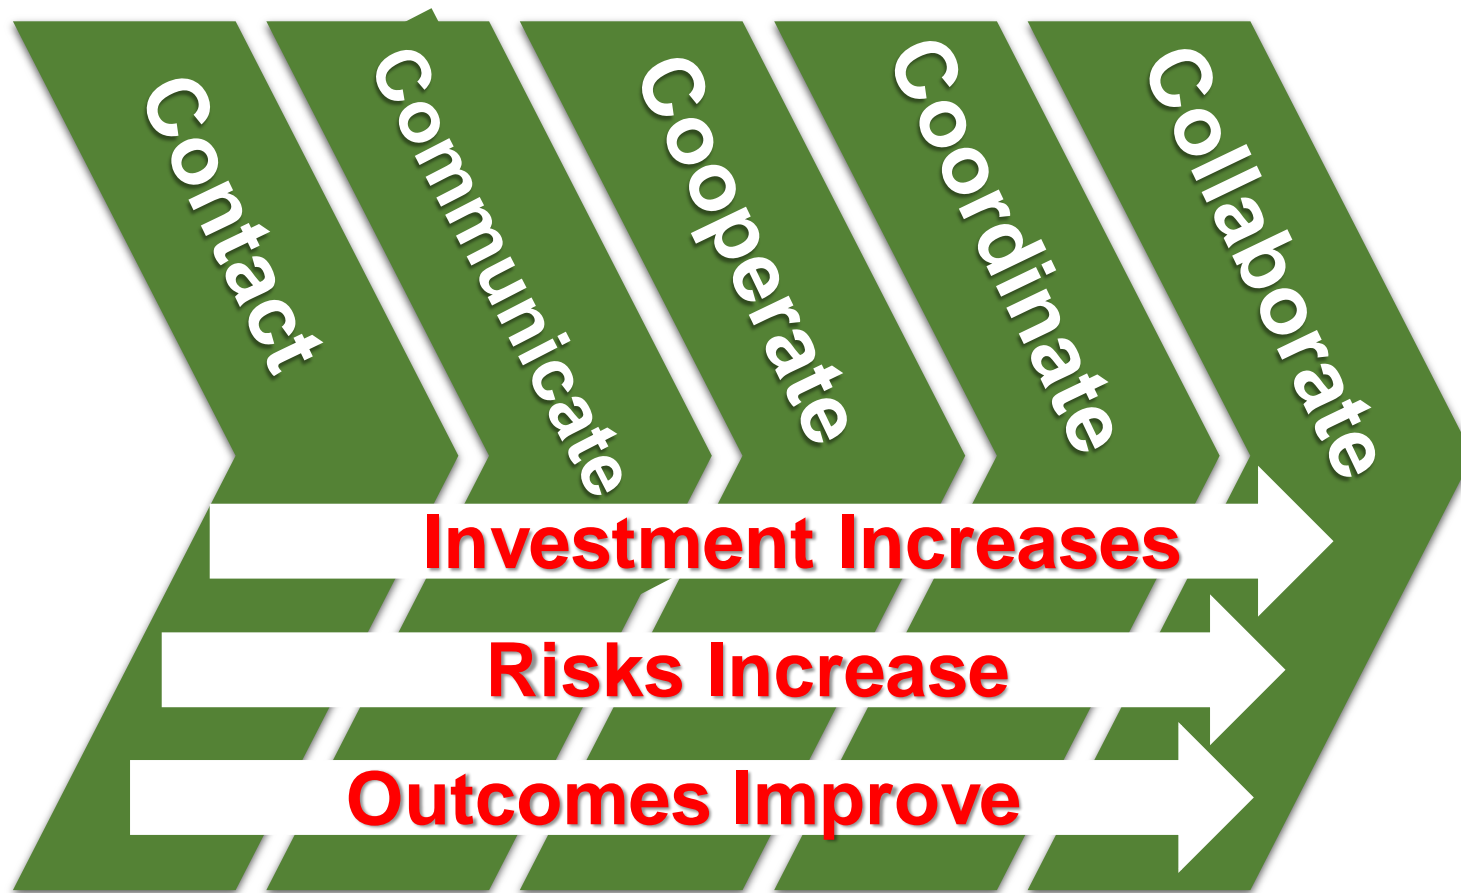 Contact
Communicate
Cooperate
Coordinate
Collaborate
Investment Increases
Risks Increase
Outcomes Improve